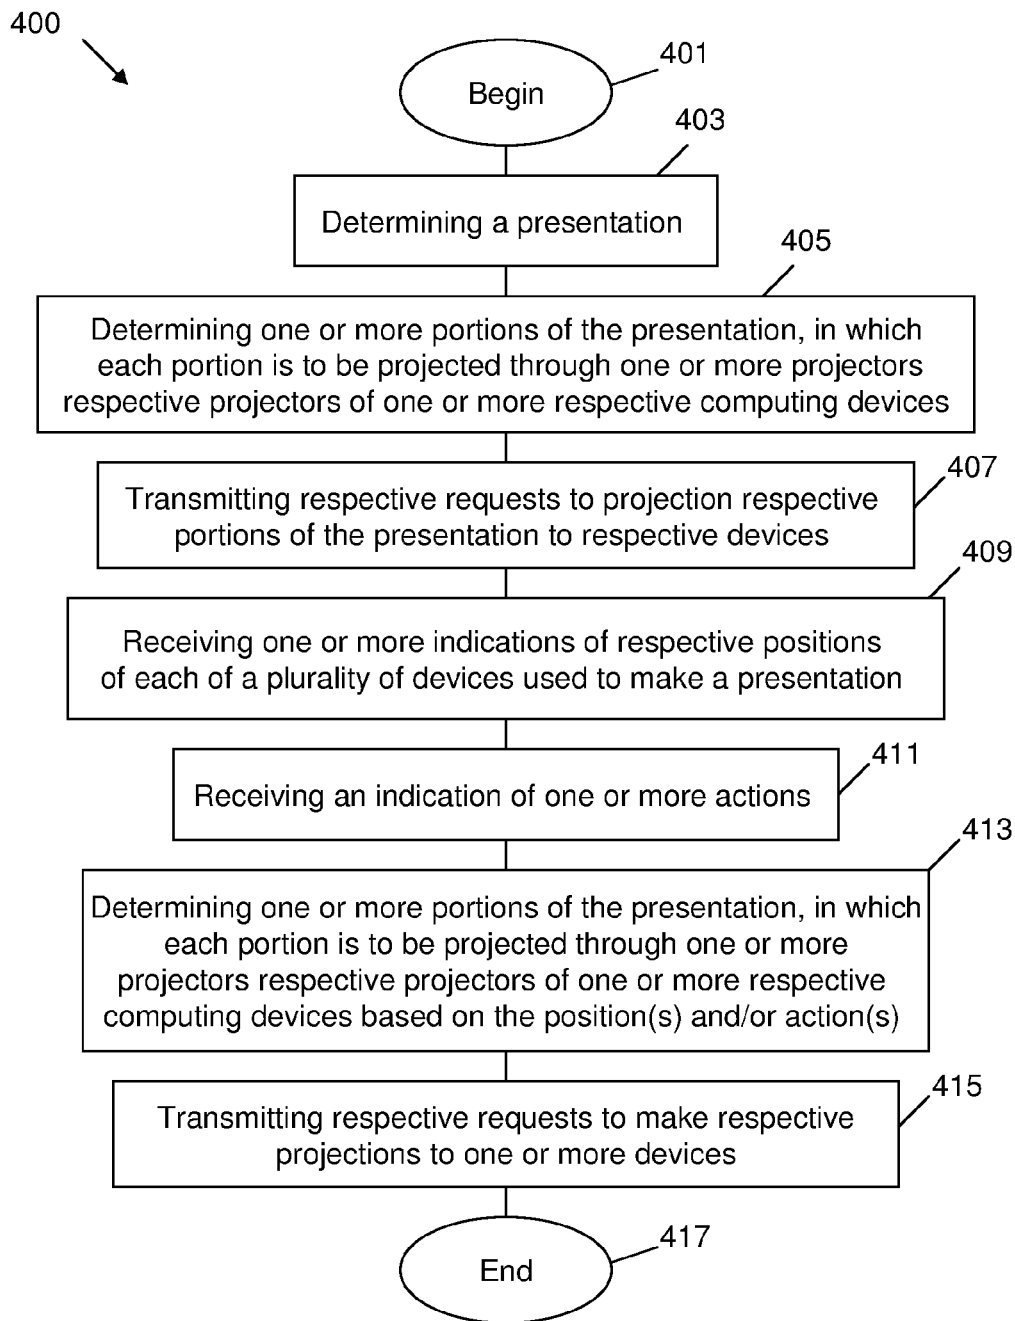 400
401
Begin
403
Determining a presentation
405
Determining one or more portions of the presentation, in which
each portion is to be projected through one or more projectors
respective projectors of one or more respective computing devices
407
Transmitting respective requests to projection respective
portions of the presentation to respective devices
409
Receiving one or more indications of respective positions
of each of a plurality of devices used to make a presentation
411
Receiving an indication of one or more actions
413
Determining one or more portions of the presentation, in which
each portion is to be projected through one or more
projectors respective projectors of one or more respective
computing devices based on the position(s) and/or action(s)
415
Transmitting respective requests to make respective
projections to one or more devices
417
End